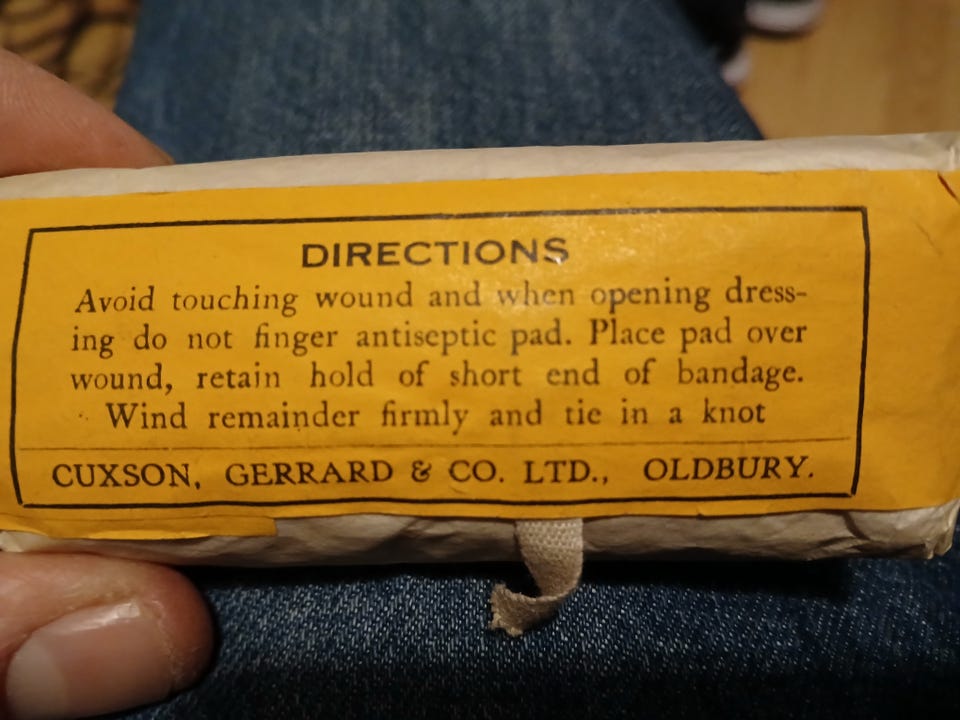 DIRECTIONS
Avoid touching wound and when opening dress-
ing do not finger antiseptic pad. Place pad over
wound, retain hold of short end of bandage.
Wind remainder firmly and tie in a knot
CUXSON, GERRARD & CO. LTD., OLDBURY.